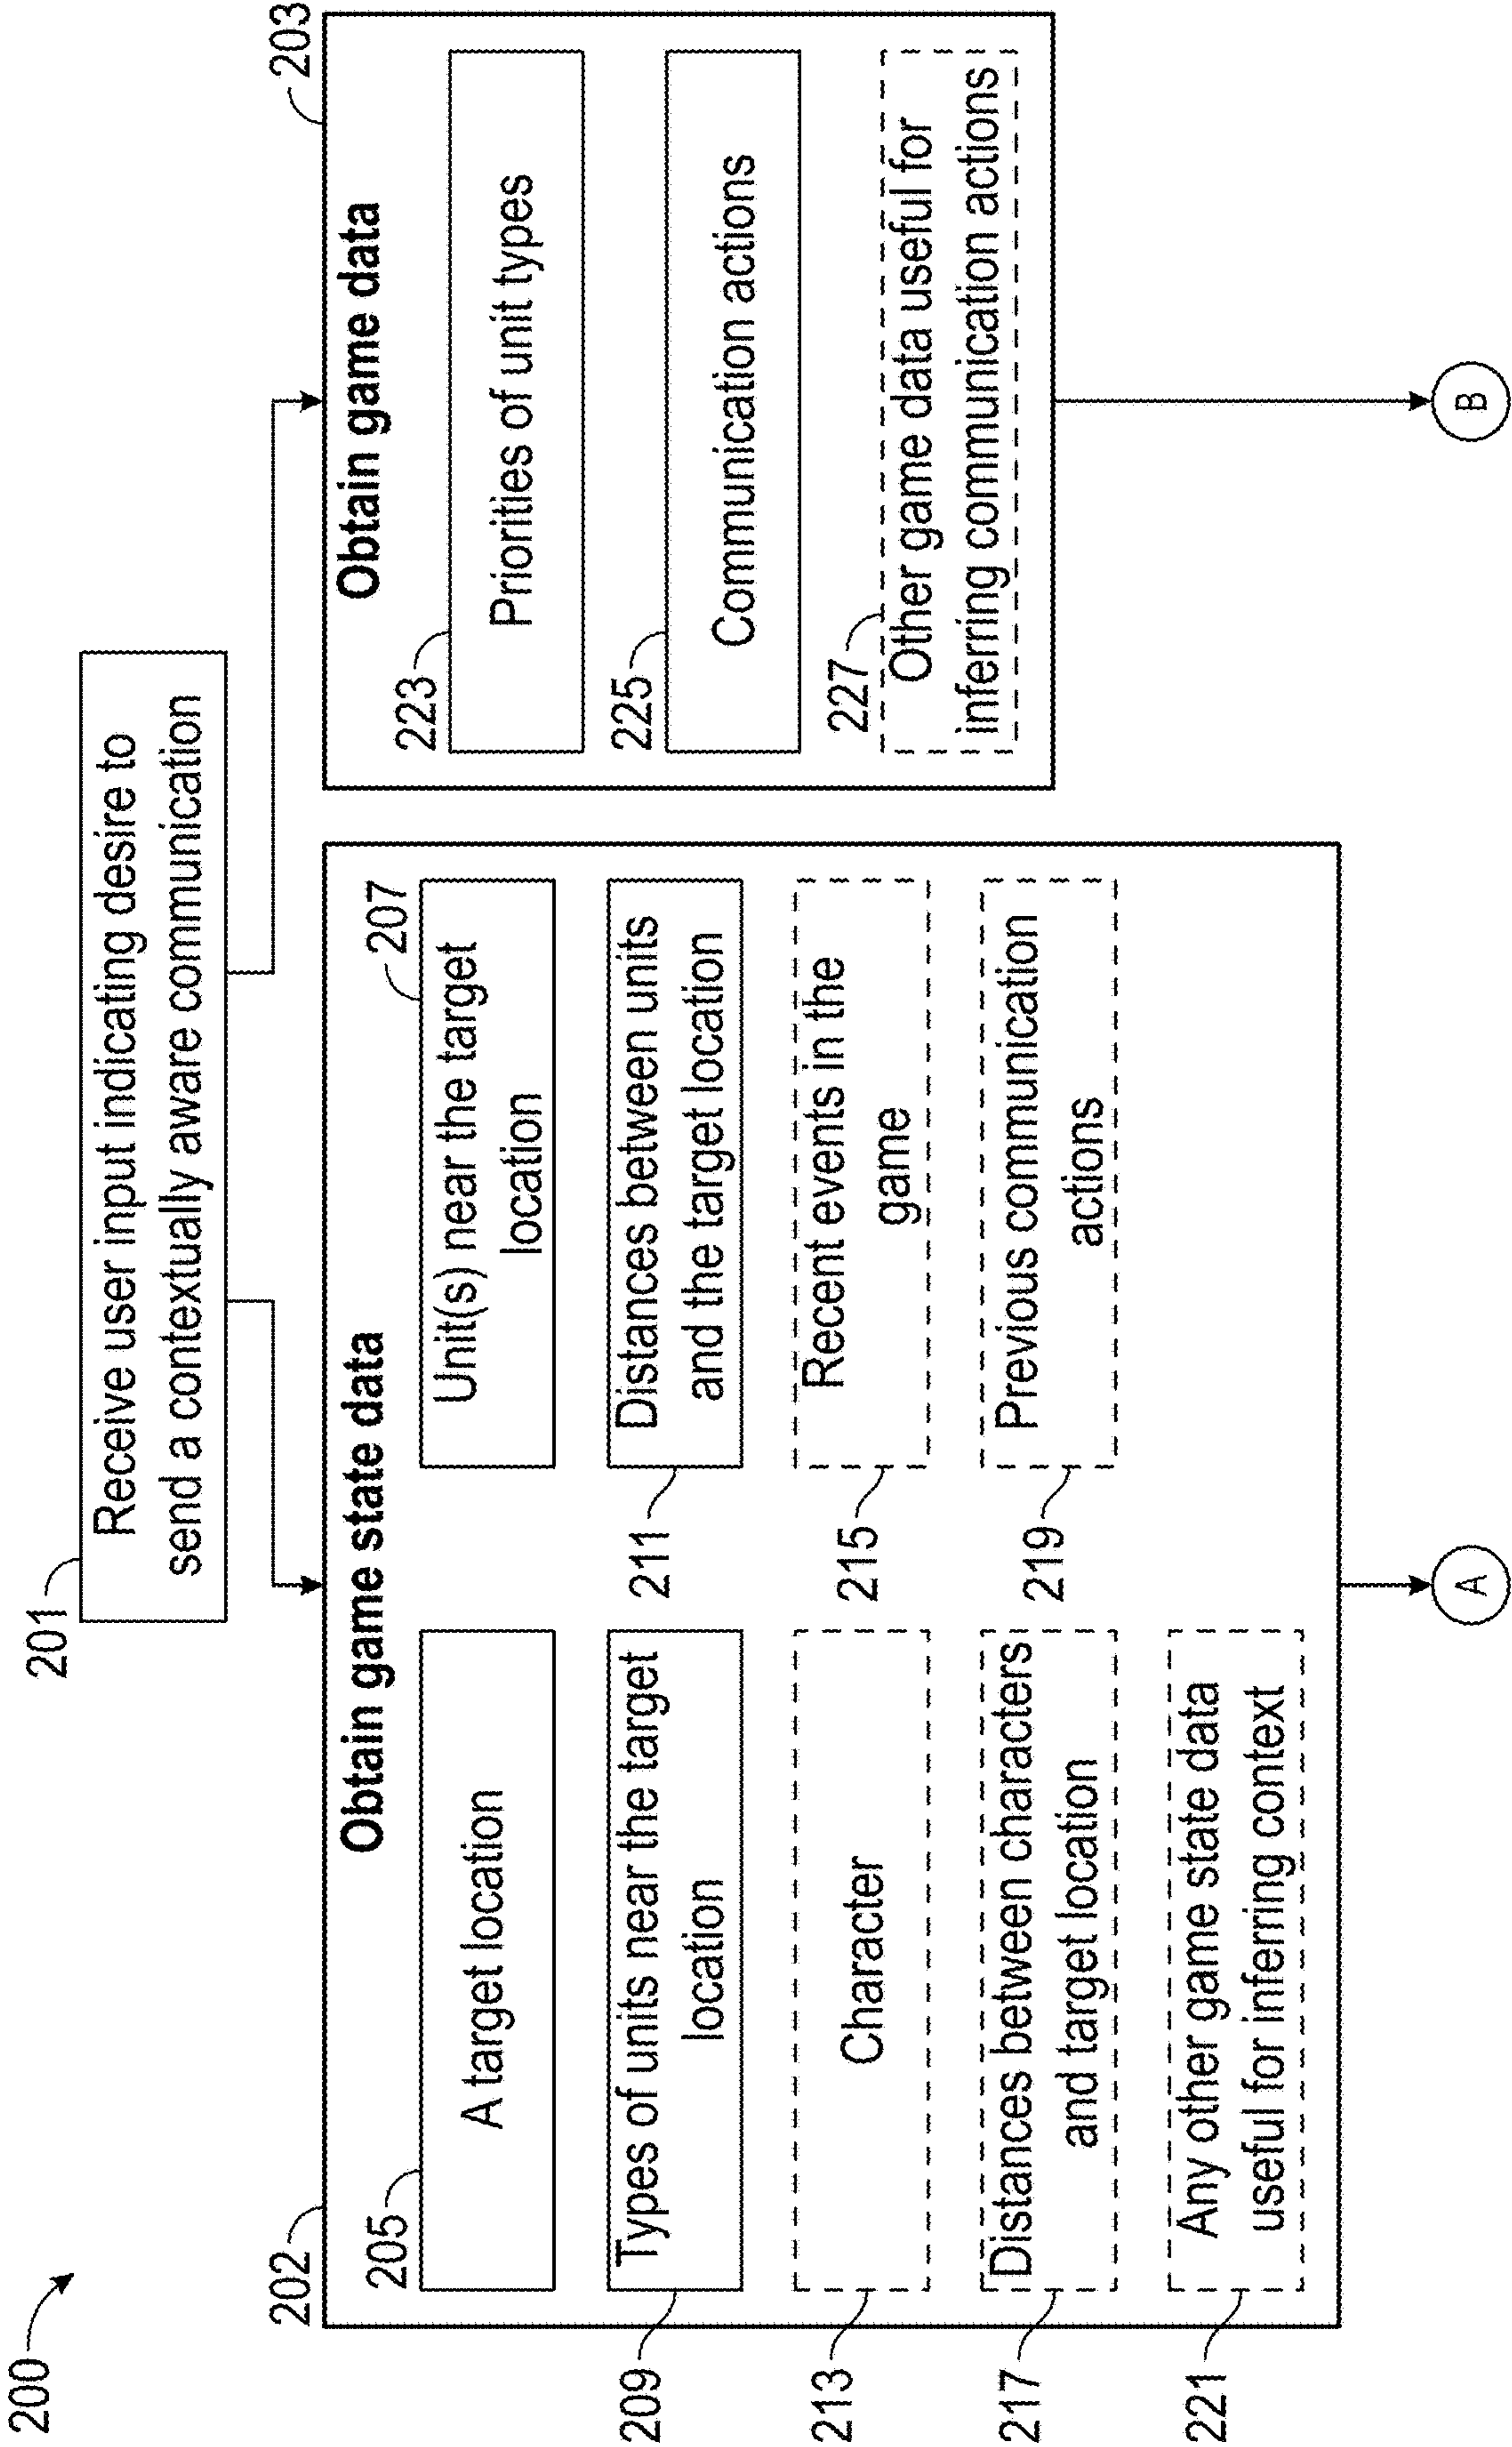 200
201
Receive user input indicating desire to
send a contextually aware communication
202
Obtain game state data
205
A target location
207
Unit(s) near the target
location
209
Types of units near the target
location
211
Distances between units
and the target location
213
Character
215
Recent events in the
game
217
Distances between characters
and target location
219
Previous communication
actions
221
Any other game state data
useful for inferring context
A
203
Obtain game data
223
Priorities of unit types
225
Communication actions
227
Other game data useful for
inferring communication actions
B